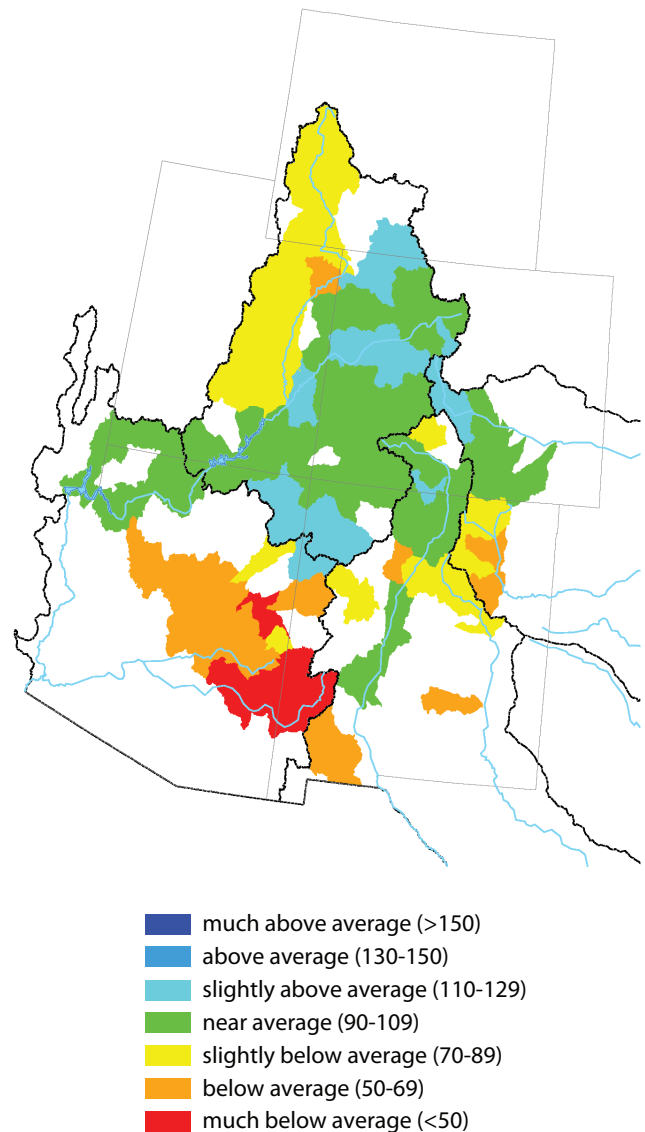 much above average (>150)
above average (130-150)
slightly above average (110-129)
near average (90-109)
slightly below average (70-89)
below average (50-69)
much below average (<50)